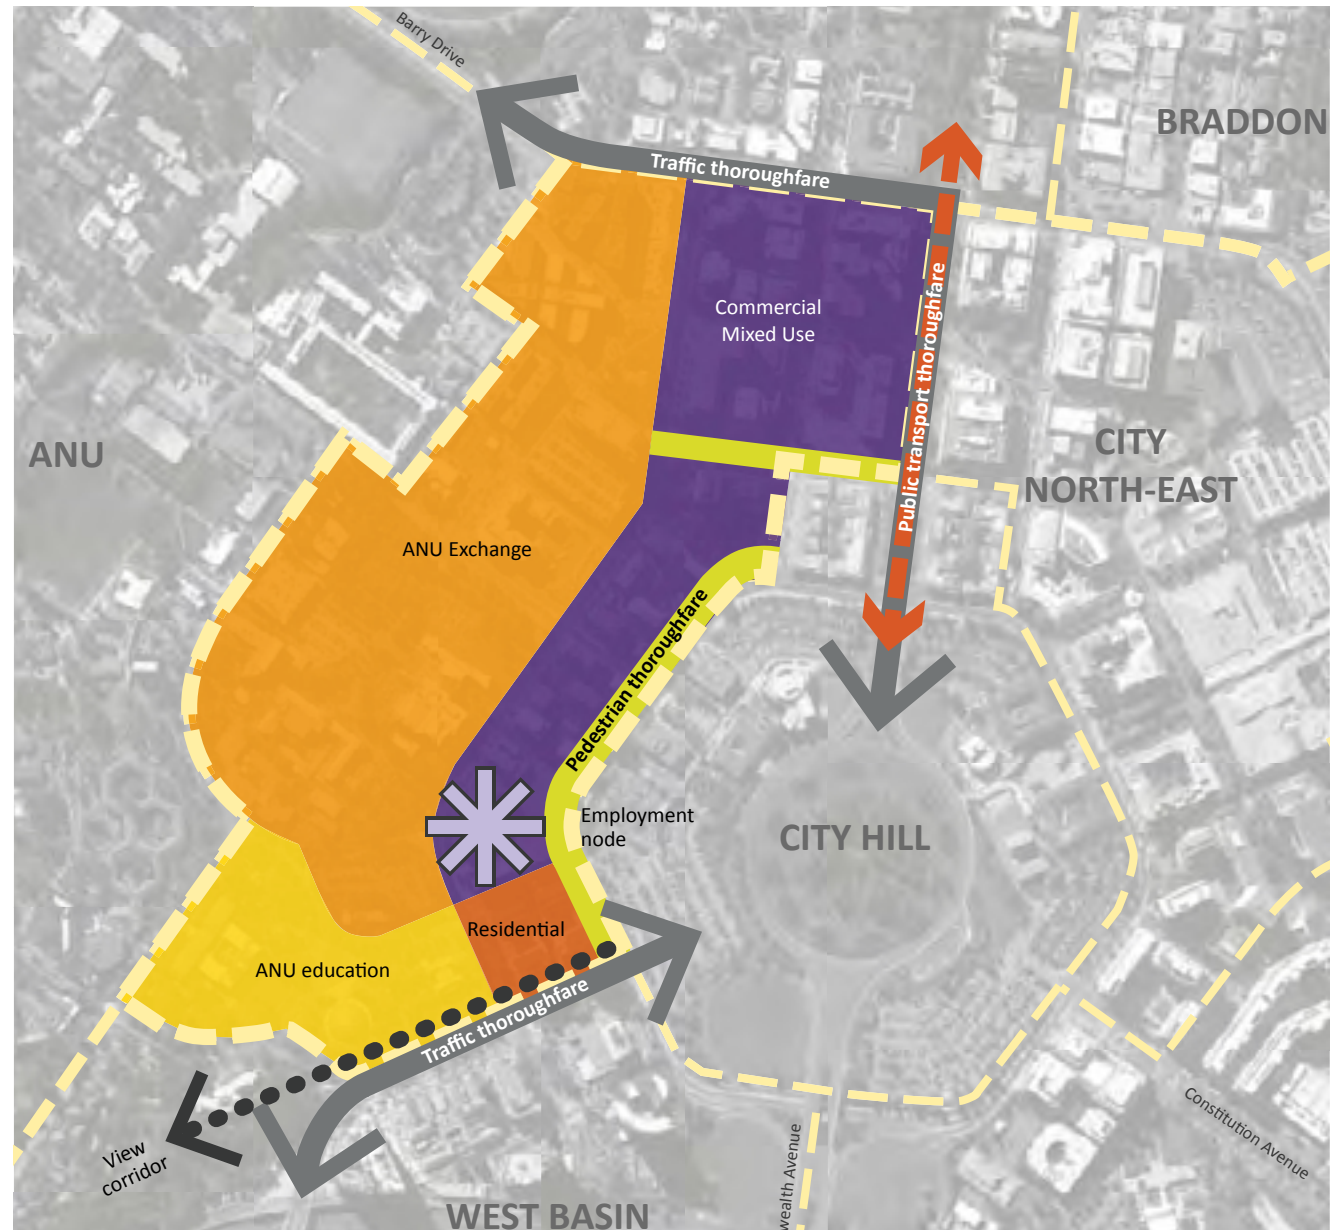 Barry Drive
BRADDON
Traffic thoroughfare
Commercial
Mixed Use
Public transport thoroughfare
ANU
CITY
NORTH-EAST
ANU Exchange
Pedestrian thoroughfare
Employment
node
CITY HILL
Residential
ANU education
Traffic thoroughfare
View
corridor
Constitution Avenue
wealth Avenue
WEST BASIN